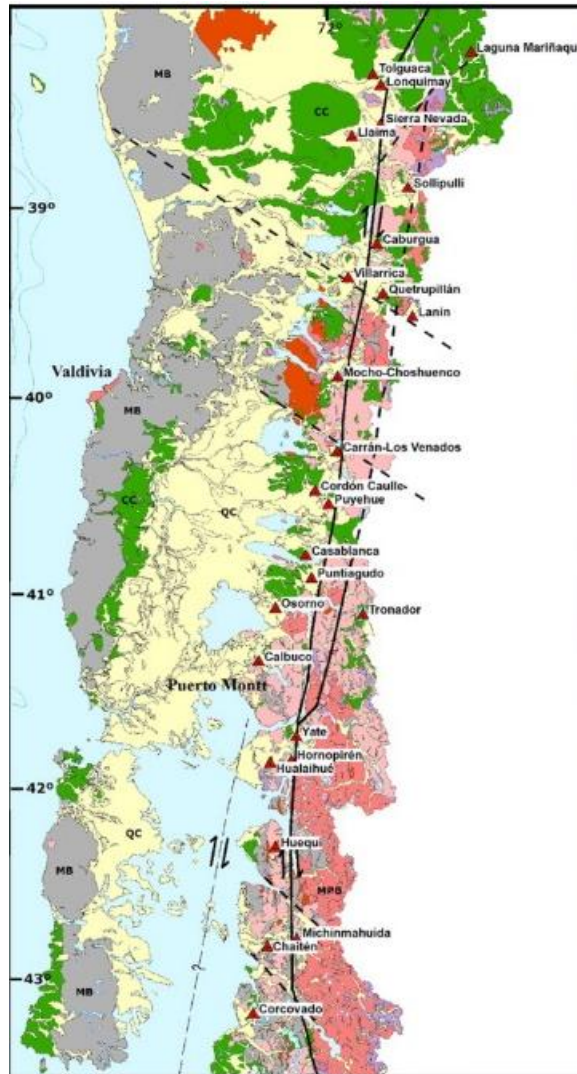 72°
Laguna Mariñaqui
MB
Tolguaca
Lonquimay
CC
Sierra Nevada
Llaima
Sollipulli
39°
Caburgua
Villarrica
Quetrupillán
Lanín
Valdivia
Mocho-Choshuenco
40°
MB
Carrán-Los Venados
Cordón Caulle
CC
QC
Puyehue
Casablanca
Puntiagudo
41°
Osorno
Tronador
Calbuco
Puerto Montt
Yate
Hornopirén
42°
Hualaihué
QC
Huequi
MB
MPB
Michinmahuida
Chaitén
?
43°
MB
Corcovado